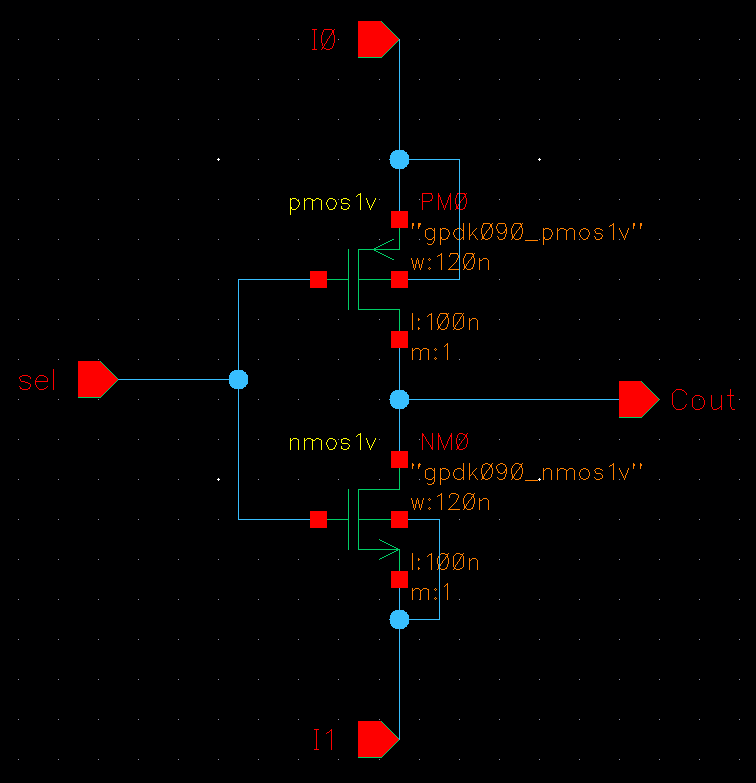 I0
pmos1v PM0
"gpdk090_pmos1v"
w:120n
l:100n
m:1
sel
Cout
nmos1v NM0
"gpdk090_nmos1v"
w:120n
l:100n
m:1
I1